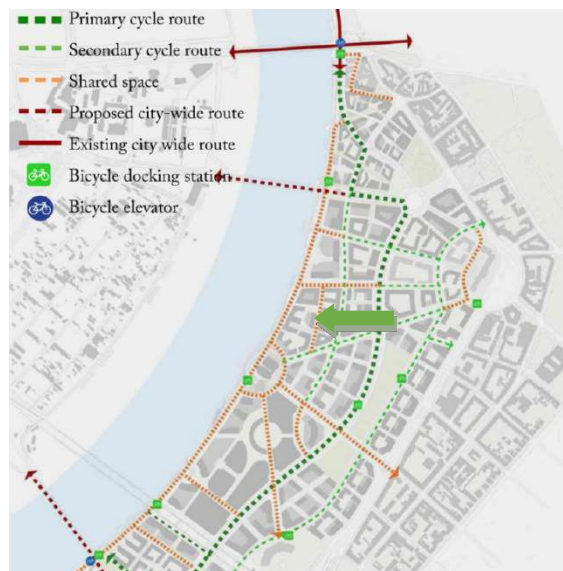 Primary cycle route
Secondary cycle route
Shared space
Proposed city-wide route
Existing city wide route
Bicycle docking station
Bicycle elevator